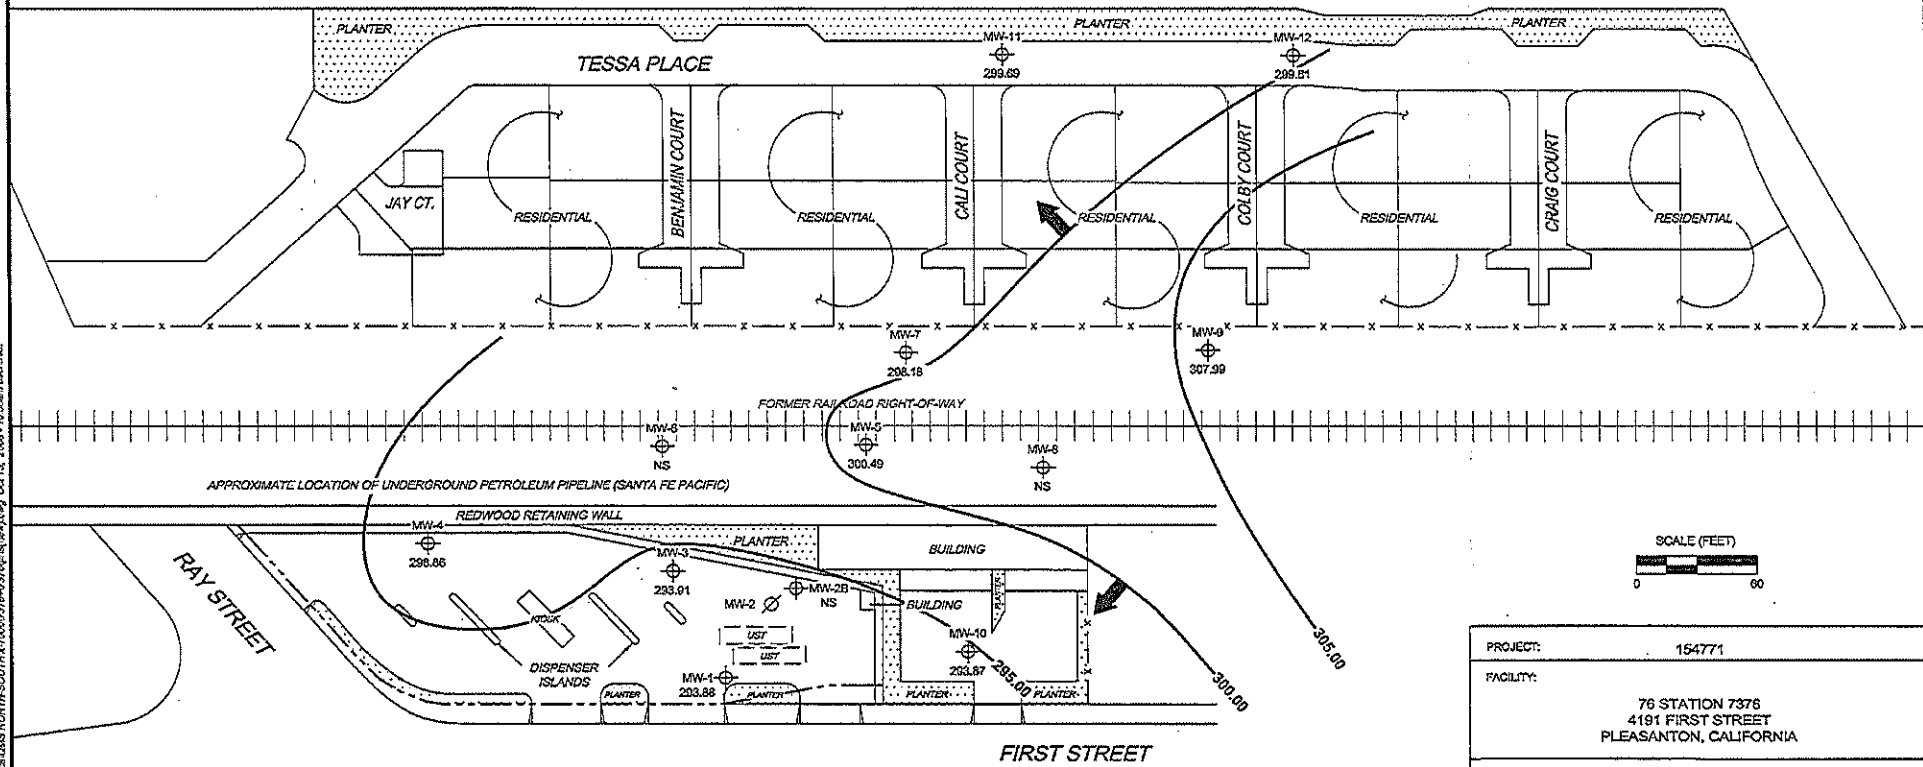 PLANTER
PLANTER
PLANTER
MW-11
299.69
MW-12
299.81
TESSA PLACE
BENJAMIN COURT
CALI COURT
COLBY COURT
CRAIG COURT
JAY CT.
RESIDENTIAL
RESIDENTIAL
RESIDENTIAL
RESIDENTIAL
RESIDENTIAL
MW-7
298.18
MW-9
307.99
FORMER RAILROAD RIGHT-OF-WAY
MW-6
NS
MW-5
300.49
MW-8
NS
APPROXIMATE LOCATION OF UNDERGROUND PETROLEUM PIPELINE (SANTA FE PACIFIC)
REDWOOD RETAINING WALL
MW-4
298.86
PLANTER
BUILDING
MW-3
293.91
MW-2B
NS
MW-2
BUILDING
PLANTER
KIOSK
UST
UST
MW-10
293.87
RAY STREET
DISPENSER
ISLANDS
MW-1
293.88
PLANTER
PLANTER
PLANTER
PLANTER
295.00
300.00
305.00
FIRST STREET
SCALE (FEET)
0 60
PROJECT: 154771
FACILITY:
76 STATION 7376
4191 FIRST STREET
PLEASANTON, CALIFORNIA